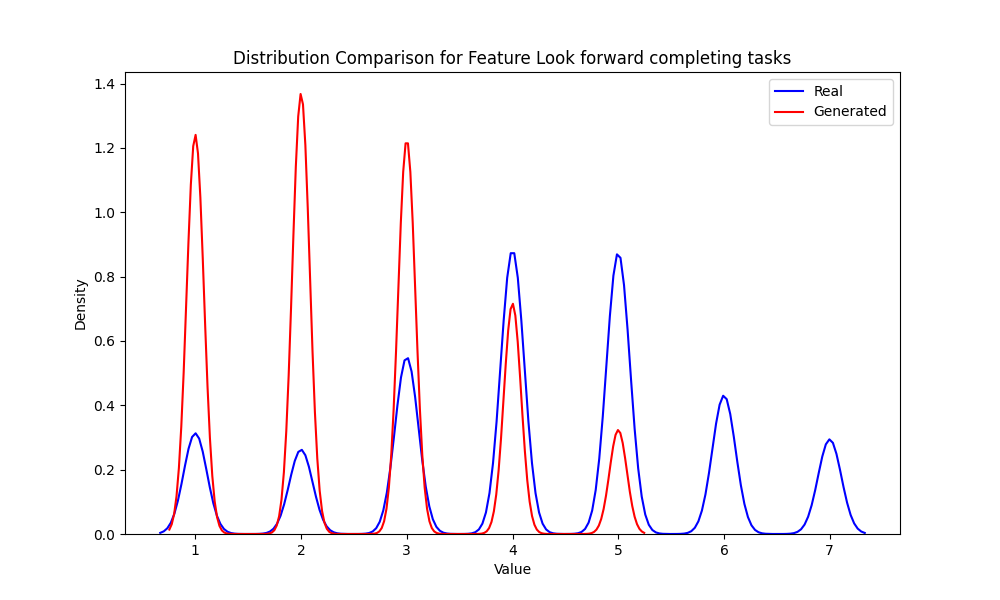 Distribution Comparison for Feature Look forward completing tasks
Real
Generated
1.4
1.2
1.0
0.8
0.6
0.4
0.2
0.0
Density
1 2 3 4 5 6 7
Value